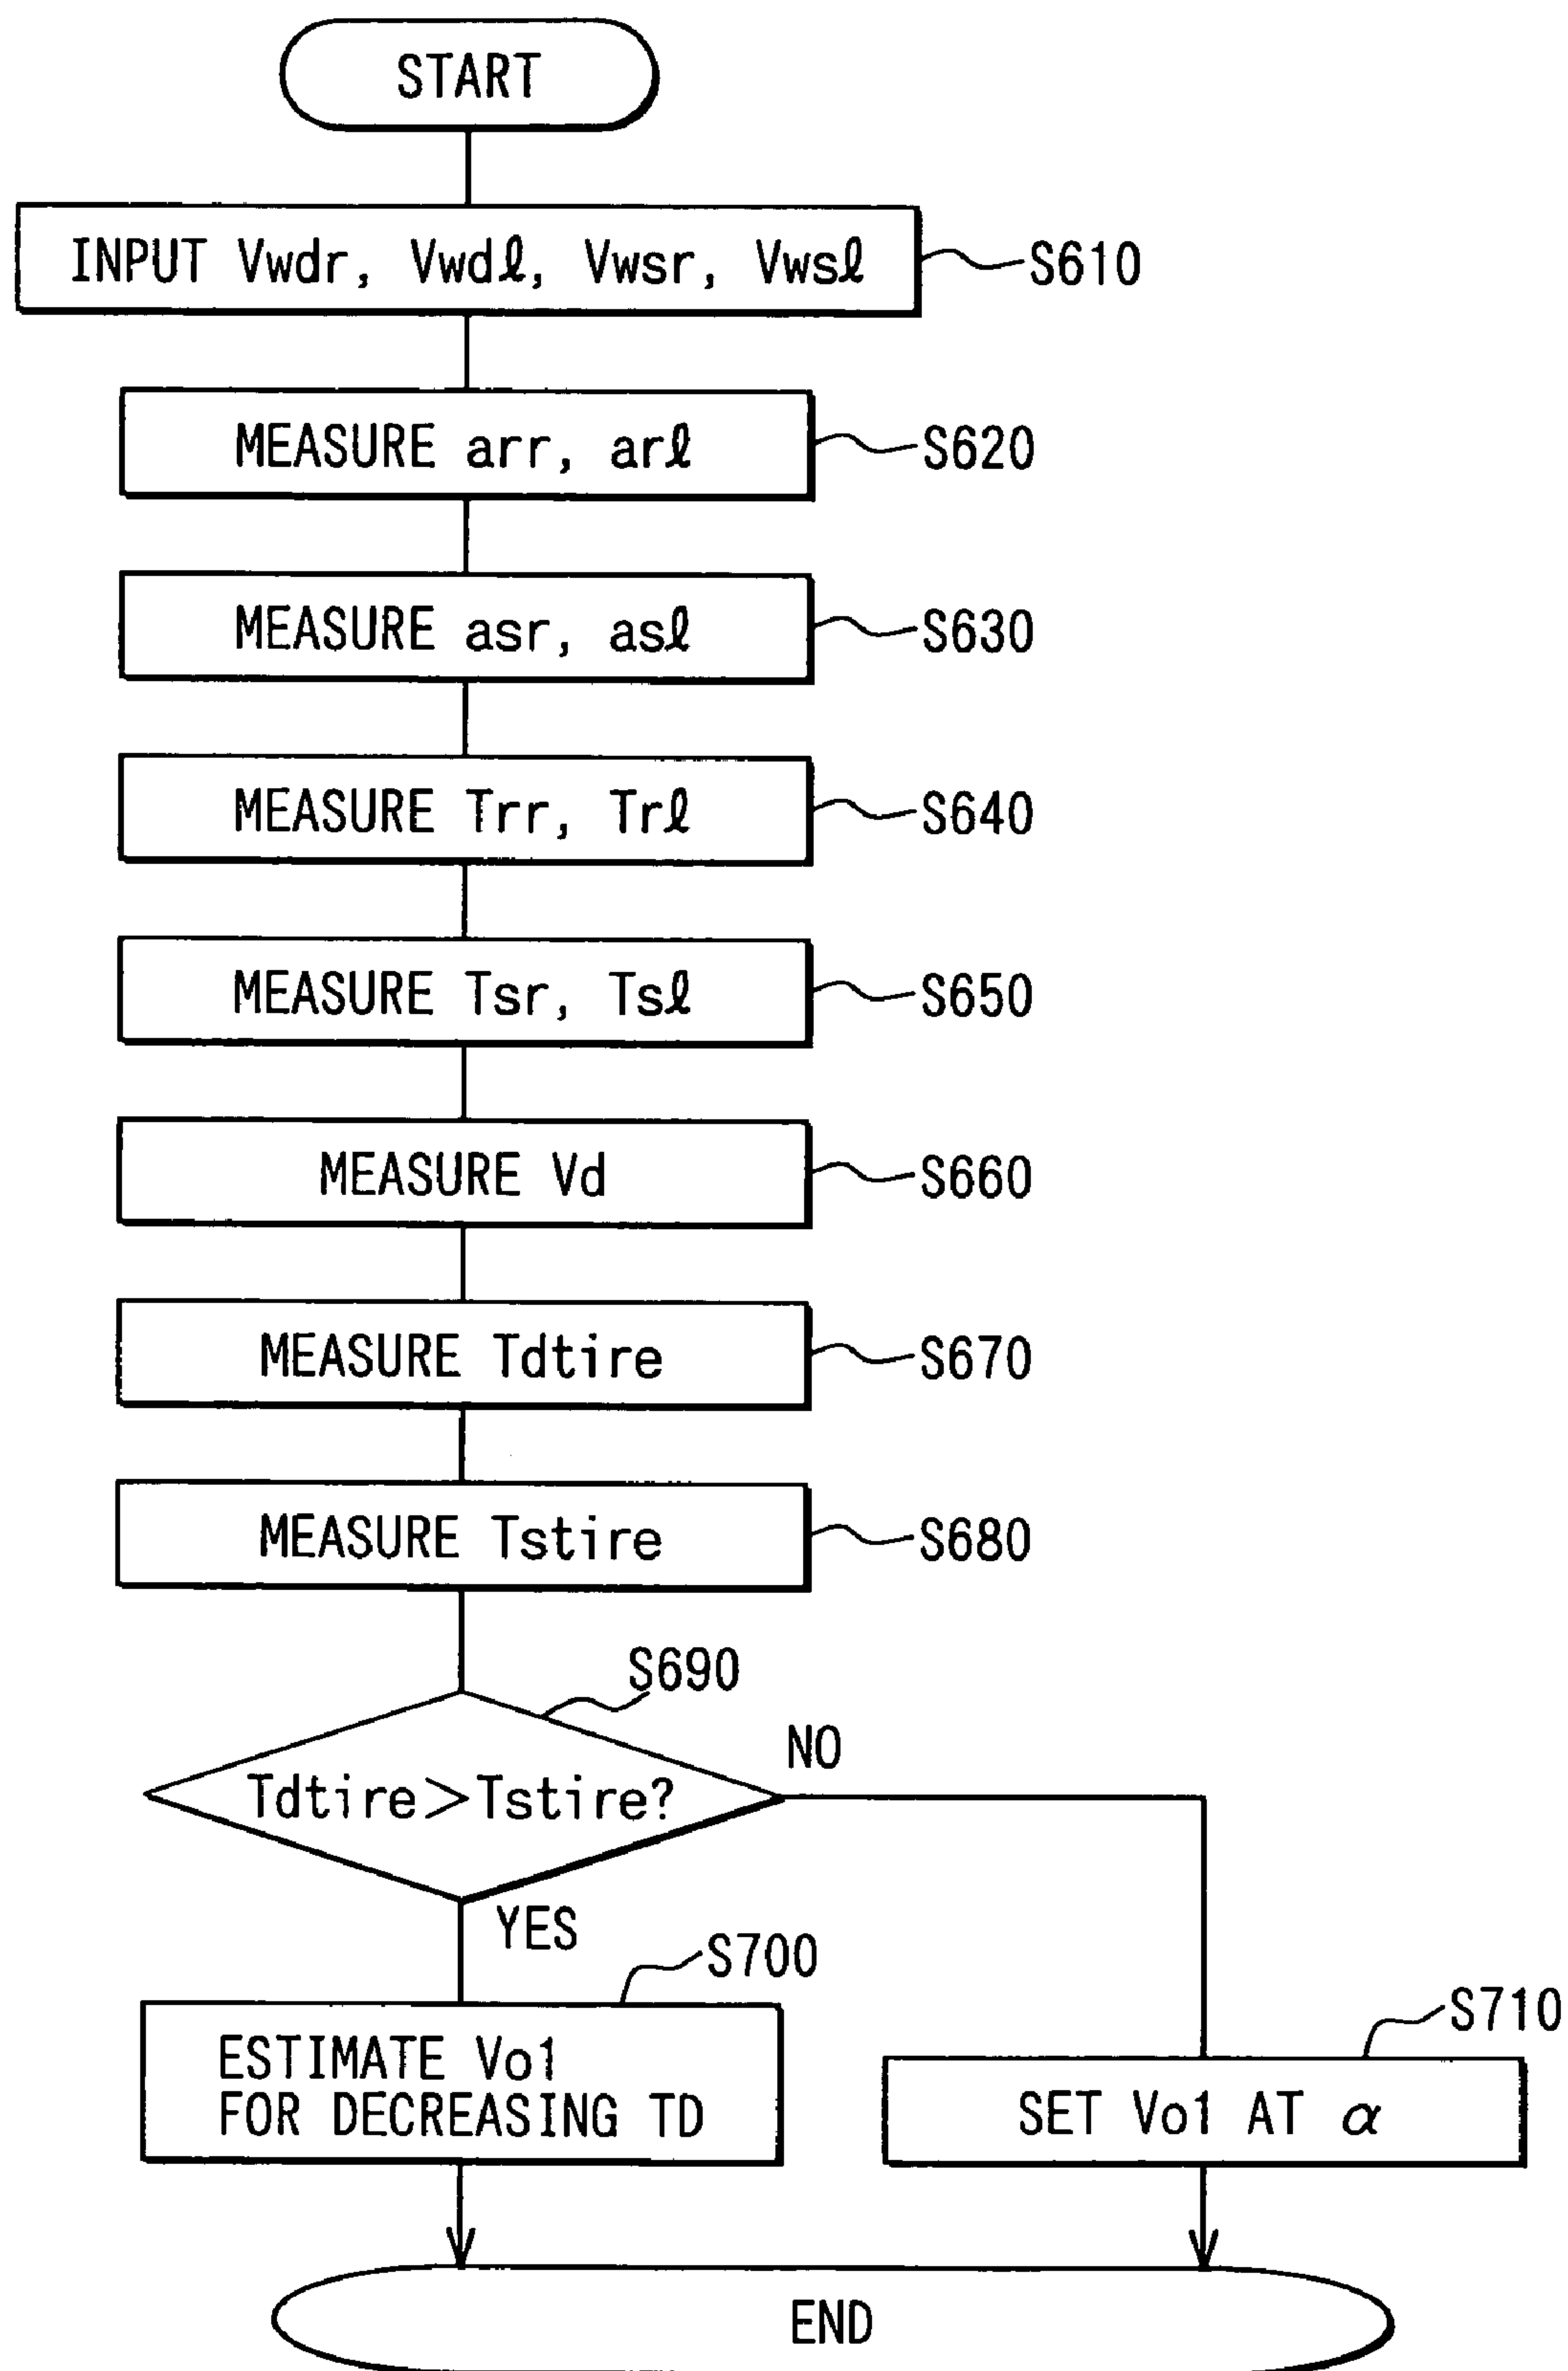 START
INPUT Vwdr, Vwdℓ, Vwsr, Vwsℓ
S610
MEASURE arr, arℓ
S620
MEASURE asr, asℓ
S630
MEASURE Trr, Trℓ
S640
MEASURE Tsr, Tsℓ
S650
MEASURE Vd
S660
MEASURE Tdtire
S670
MEASURE Tstire
S680
S690
Tdtire>Tstire?
NO
YES
S700
ESTIMATE Vo1
FOR DECREASING TD
S710
SET Vo1 AT α
END